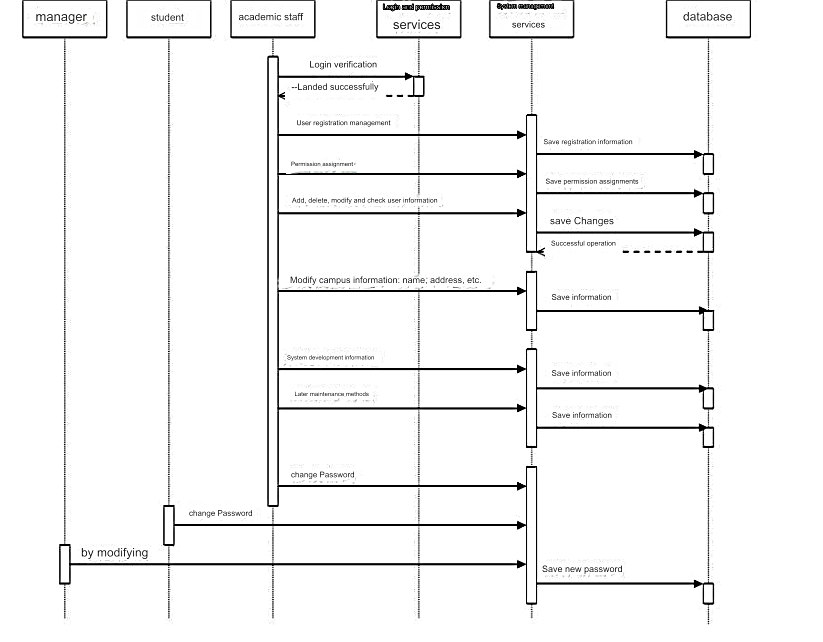 manager
student
academic staff
Login and permission
services
System management
services
database
Login verification
--Landed successfully
User registration management
Save registration information
Permission assignment
Save permission assignments
Add, delete, modify and check user information
save Changes
Successful operation
Modify campus information: name, address, etc.
Save information
System development information
Save information
Later maintenance methods
Save information
change Password
change Password
by modifying
Save new password